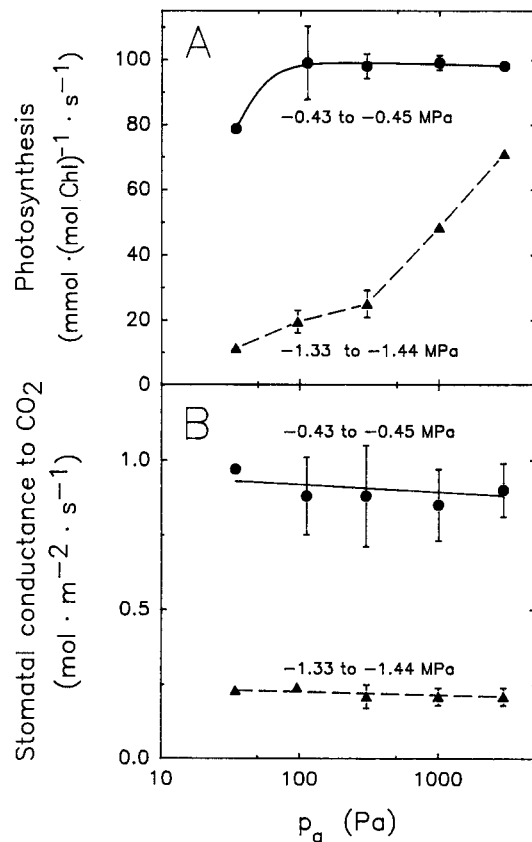 A
100
80
60
40
20
0
Photosynthesis
(mmol·(mol Chl)⁻¹·s⁻¹)
−0.43 to −0.45 MPa
−1.33 to −1.44 MPa
B
1.0
0.5
0.0
Stomatal conductance to CO₂
(mol·m⁻²·s⁻¹)
−0.43 to −0.45 MPa
−1.33 to −1.44 MPa
10
100
1000
pₐ (Pa)